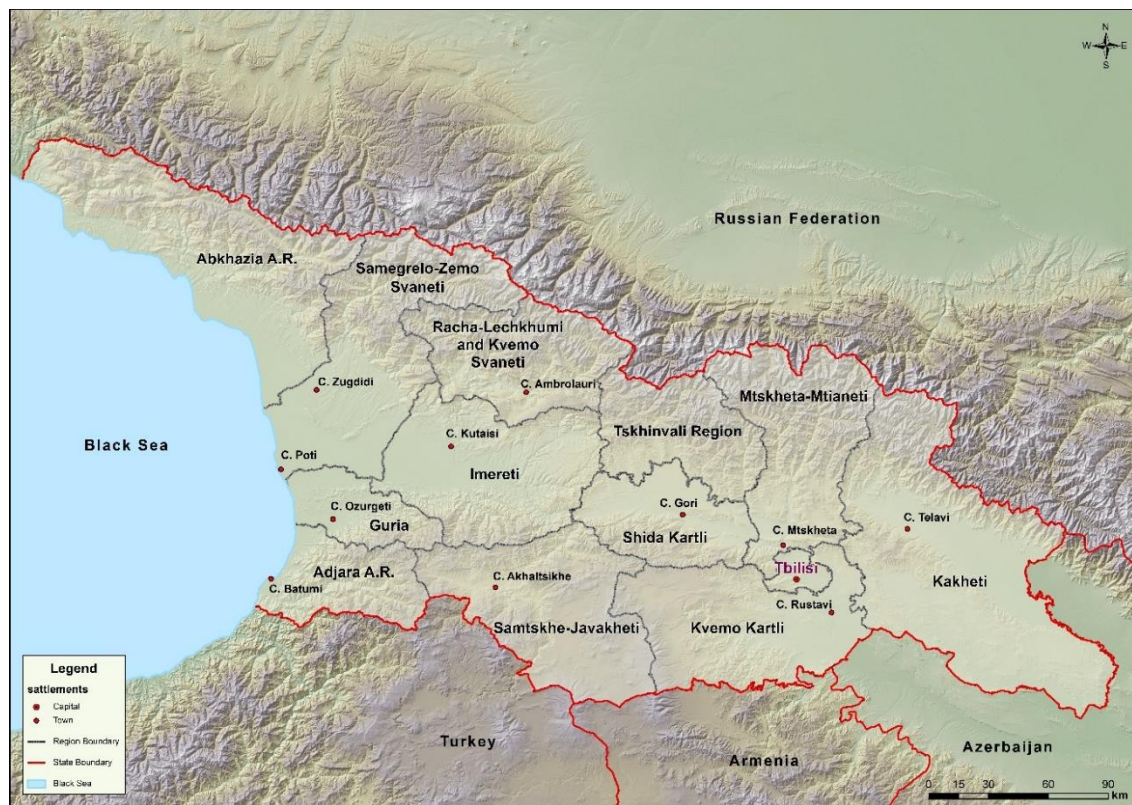 N
W E
S
Russian Federation
Abkhazia A.R.
Samegrelo-Zemo
Svaneti
Racha-Lechkhumi
and Kvemo
Svaneti
C. Zugdidi
C. Ambrolauri
Mtskheta-Mtianeti
Tskhinvali Region
Black Sea
C. Kutaisi
C. Poti
Imereti
C. Gori
C. Ozurgeti
Guria
Shida Kartli
C. Telavi
C. Mtskheta
Tbilisi
Adjara A.R.
C. Batumi
C. Akhaltsikhe
Kakheti
C. Rustavi
Samtskhe-Javakheti
Kvemo Kartli
Legend
sattlements
Capital
Town
Region Boundary
State Boundary
Black Sea
Turkey
Armenia
Azerbaijan
0 15 30 60 90
km